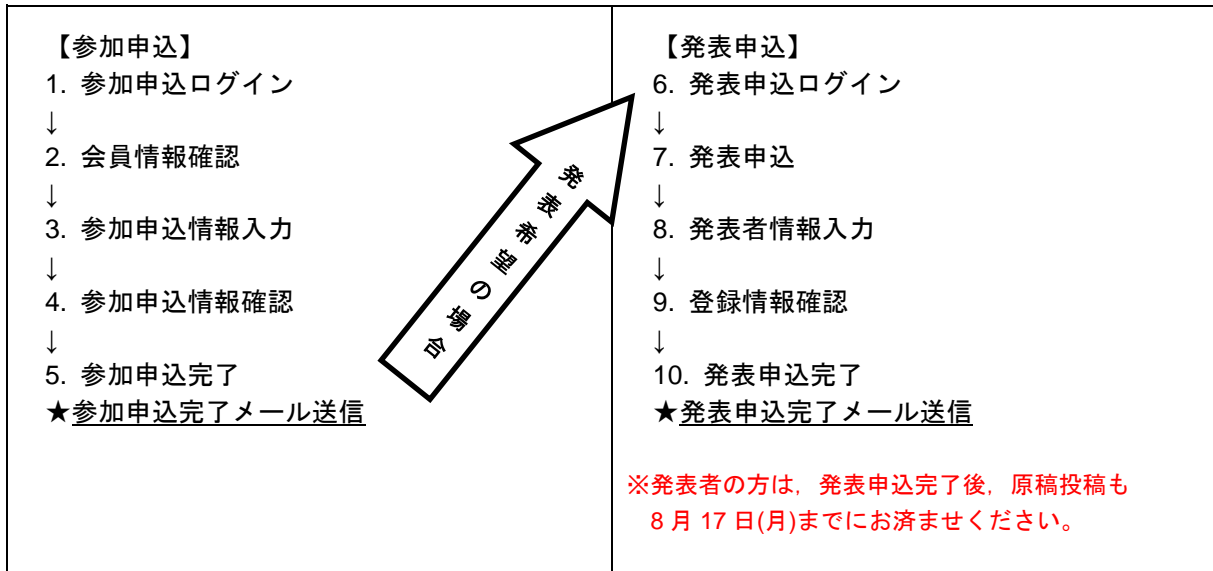 【参加申込】
1. 参加申込ログイン
↓
2. 会員情報確認
↓
3. 参加申込情報入力
↓
4. 参加申込情報確認
↓
5. 参加申込完了
★参加申込完了メール送信
発表希望の場合
【発表申込】
6. 発表申込ログイン
↓
7. 発表申込
↓
8. 発表者情報入力
↓
9. 登録情報確認
↓
10. 発表申込完了
★発表申込完了メール送信
※発表者の方は，発表申込完了後，原稿投稿も
8 月 17 日(月)までにお済ませください。